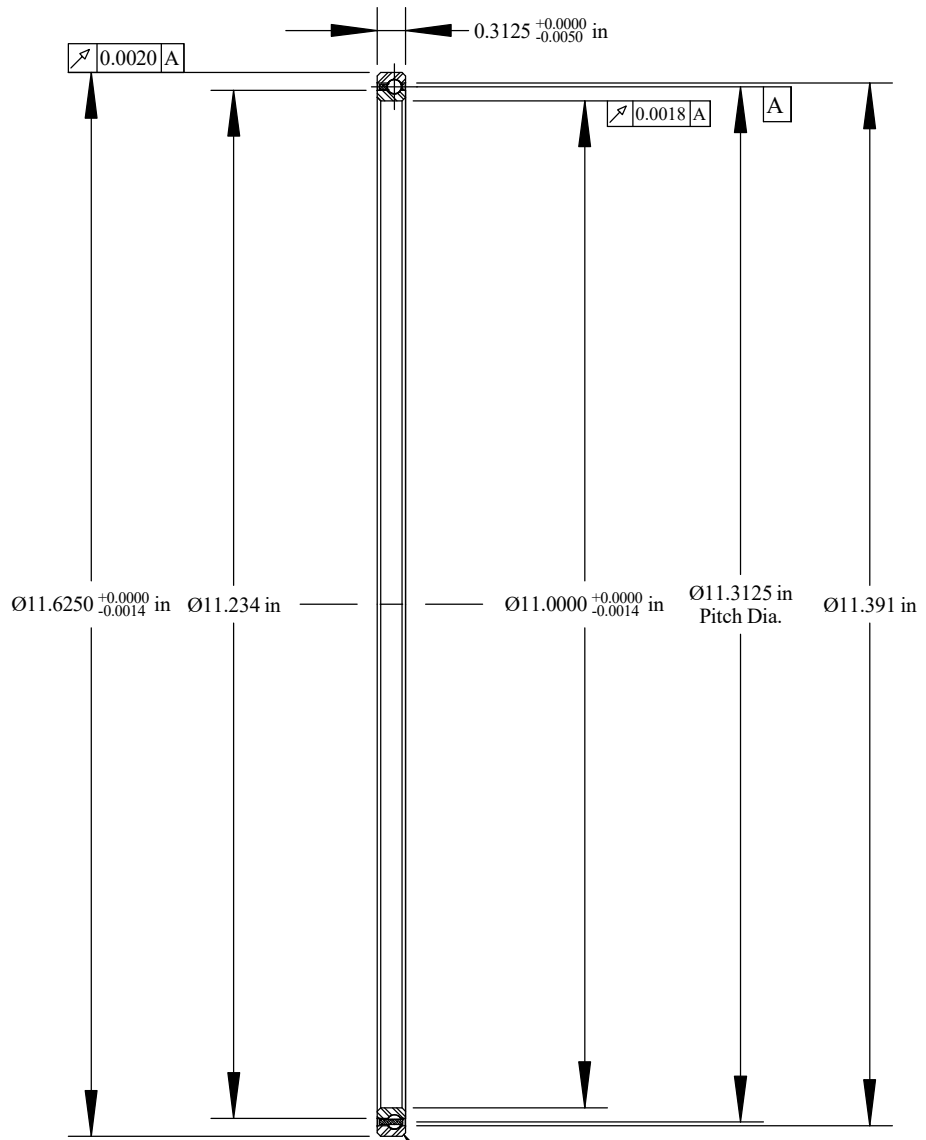 0.3125 +0.0000 -0.0050 in
0.0020 A
A
0.0018 A
Ø11.6250 +0.0000 -0.0014 in
Ø11.234 in
Ø11.0000 +0.0000 -0.0014 in
Ø11.3125 in
Pitch Dia.
Ø11.391 in